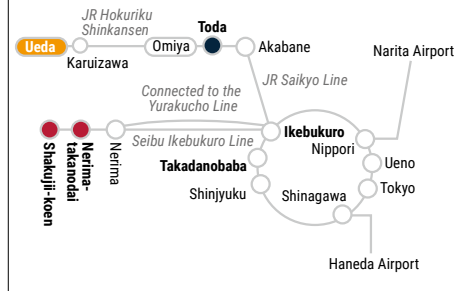 JR Hokuriku
Shinkansen
Toda
Ueda
Omiya
Akabane
Karuizawa
Narita Airport
JR Saikyo Line
Connected to the
Yurakucho Line
Seibu Ikebukuro Line
Ikebukuro
Nippori
Nerima
Nerima-
takanodai
Shakujii-koen
Takadanobaba
Ueno
Shinjyuku
Shinagawa
Tokyo
Haneda Airport